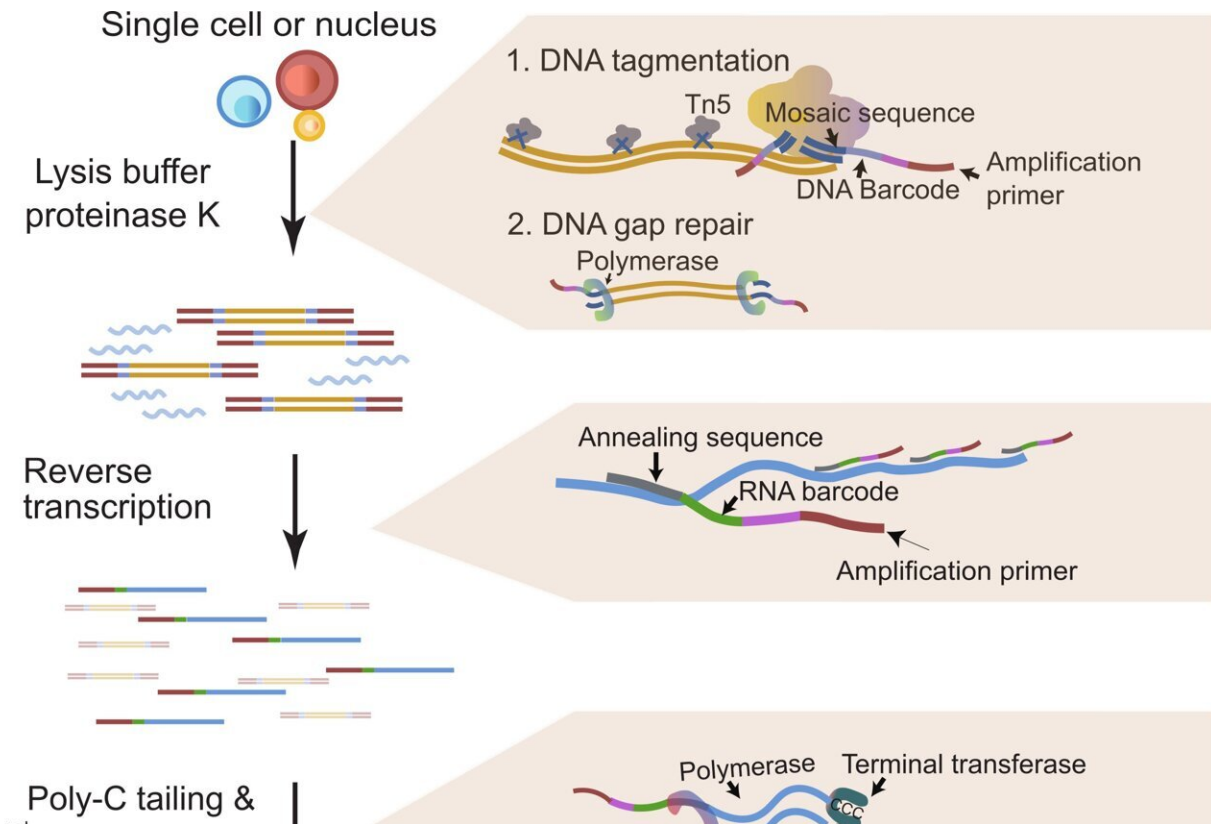 Single cell or nucleus
Lysis buffer
proteinase K
1. DNA tagmentation
Tn5
Mosaic sequence
DNA Barcode
Amplification
primer
2. DNA gap repair
Polymerase
Reverse
transcription
Annealing sequence
RNA barcode
Amplification primer
Poly-C tailing &
Polymerase
Terminal transferase
CCC